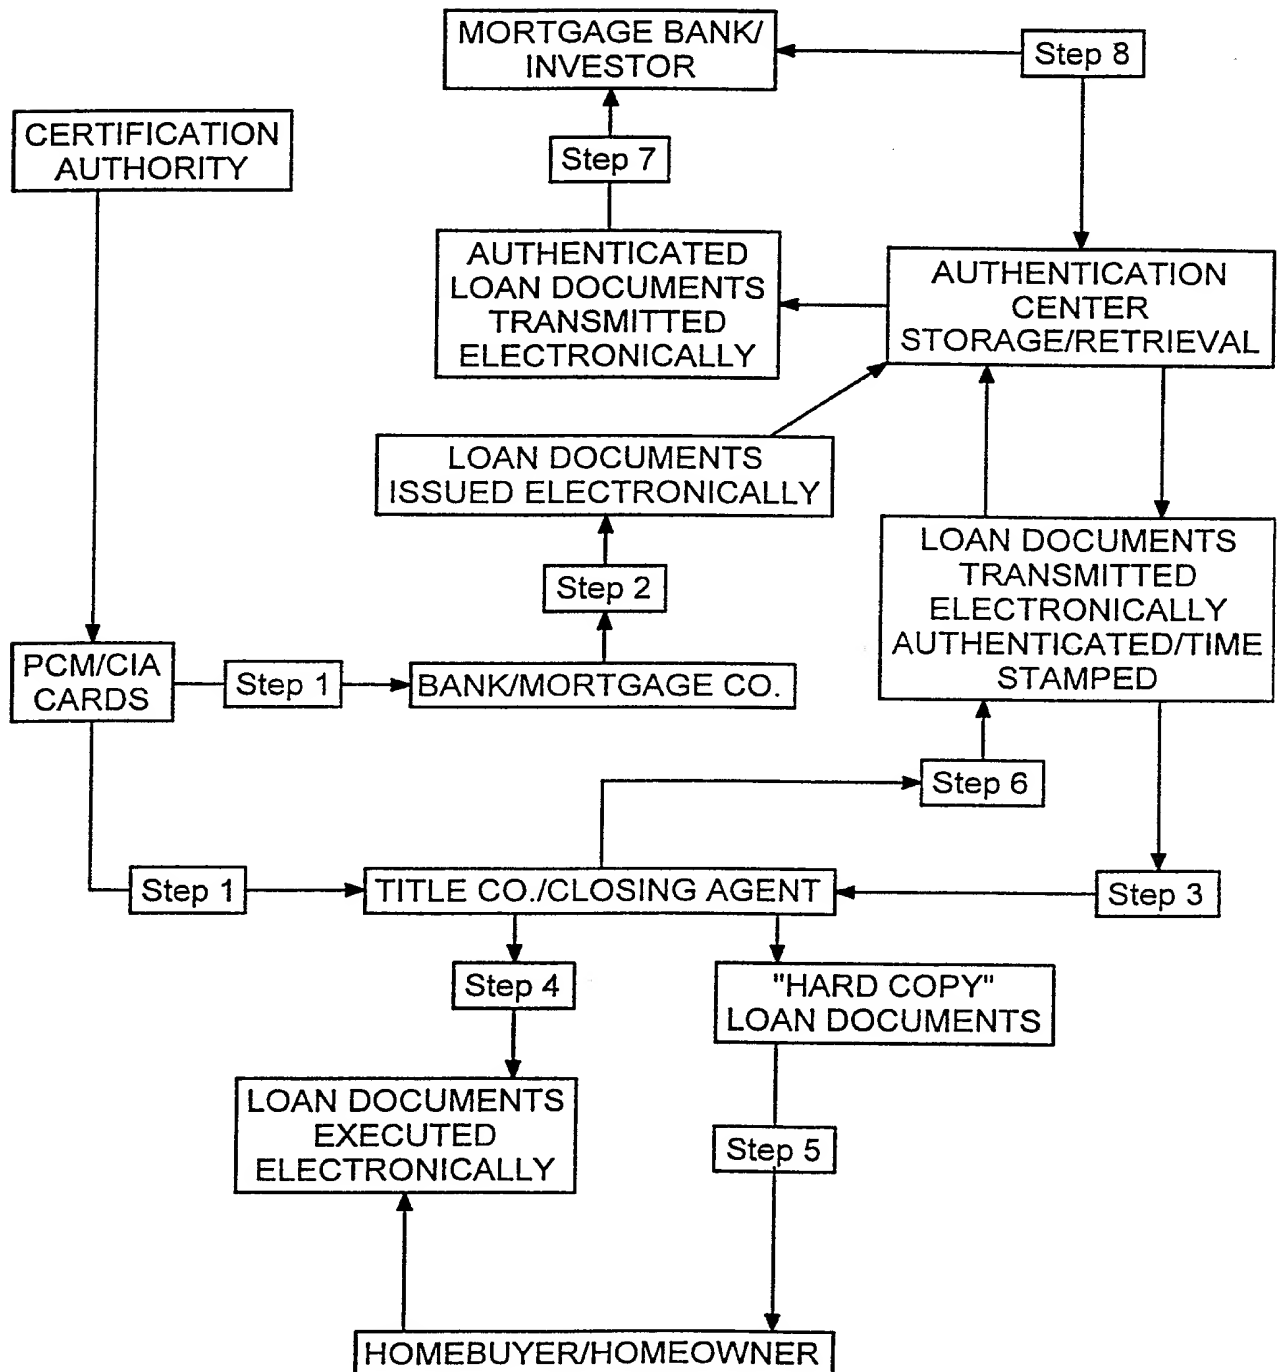 MORTGAGE BANK/
INVESTOR
Step 8
CERTIFICATION
AUTHORITY
Step 7
AUTHENTICATED
LOAN DOCUMENTS
TRANSMITTED
ELECTRONICALLY
AUTHENTICATION
CENTER
STORAGE/RETRIEVAL
LOAN DOCUMENTS
ISSUED ELECTRONICALLY
LOAN DOCUMENTS
TRANSMITTED
ELECTRONICALLY
AUTHENTICATED/TIME
STAMPED
Step 2
PCM/CIA
CARDS
Step 1
BANK/MORTGAGE CO.
Step 6
Step 1
TITLE CO./CLOSING AGENT
Step 3
Step 4
"HARD COPY"
LOAN DOCUMENTS
LOAN DOCUMENTS
EXECUTED
ELECTRONICALLY
Step 5
HOMEBUYER/HOMEOWNER